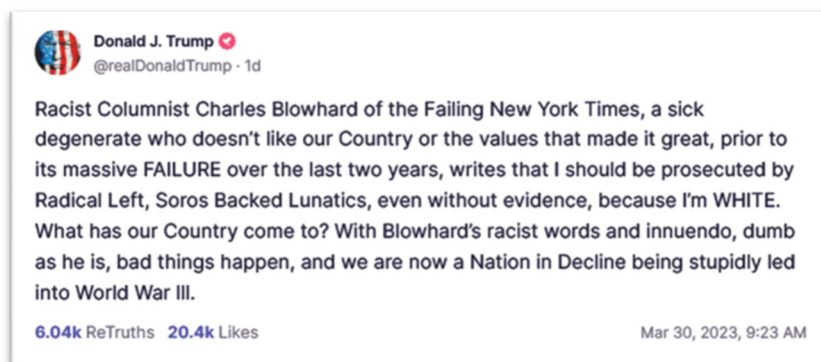 Donald J. Trump
@realDonaldTrump · 1d
Racist Columnist Charles Blowhard of the Failing New York Times, a sick
degenerate who doesn't like our Country or the values that made it great, prior to
its massive FAILURE over the last two years, writes that I should be prosecuted by
Radical Left, Soros Backed Lunatics, even without evidence, because I'm WHITE.
What has our Country come to? With Blowhard's racist words and innuendo, dumb
as he is, bad things happen, and we are now a Nation in Decline being stupidly led
into World War III.
6.04k ReTruths 20.4k Likes Mar 30, 2023, 9:23 AM